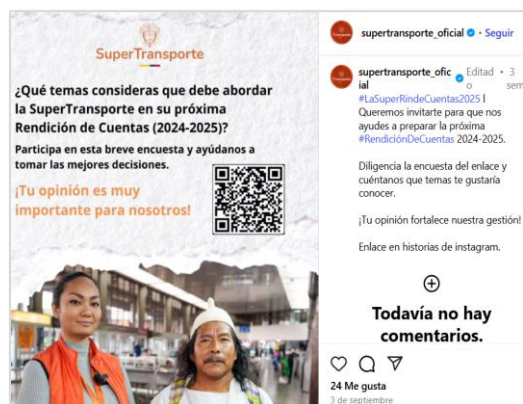 SuperTransporte
¿Qué temas consideras que debe abordar
la SuperTransporte en su próxima
Rendición de Cuentas (2024-2025)?
Participa en esta breve encuesta y ayúdanos a
tomar las mejores decisiones.
¡Tu opinión es muy
importante para nosotros!
supertransporte_oficial • Seguir
supertransporte_ofic Editad • 3
ial o sem
#LaSuperRindeCuentas2025 l
Queremos invitarte para que nos
ayudes a preparar la próxima
#RendiciónDeCuentas 2024-2025.
Diligencia la encuesta del enlace y
cuéntanos que temas te gustaría
conocer.
¡Tu opinión fortalece nuestra gestión!
Enlace en historias de instagram.
Todavía no hay
comentarios.
24 Me gusta
3 de septiembre